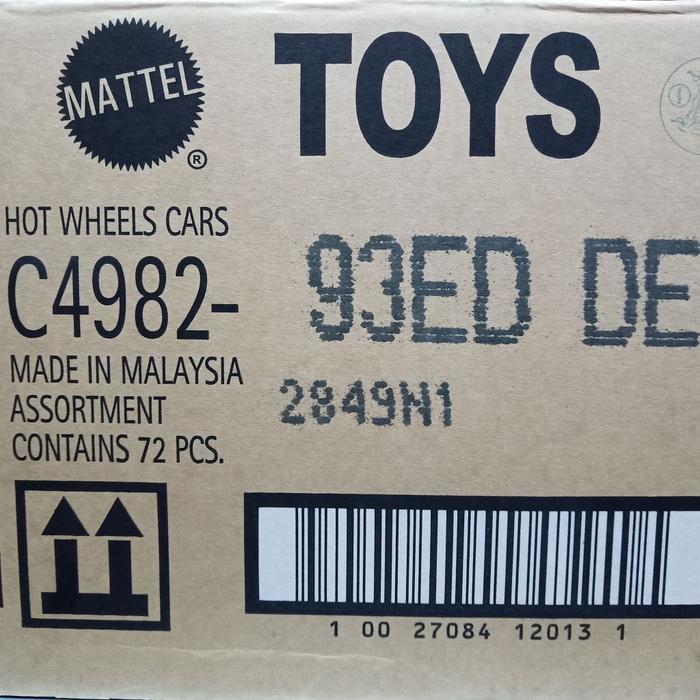 MATTEL
®
TOYS
HOT WHEELS CARS
C4982-
93ED DE
MADE IN MALAYSIA
2849N1
ASSORTMENT
CONTAINS 72 PCS.
1 00 27084 12013 1